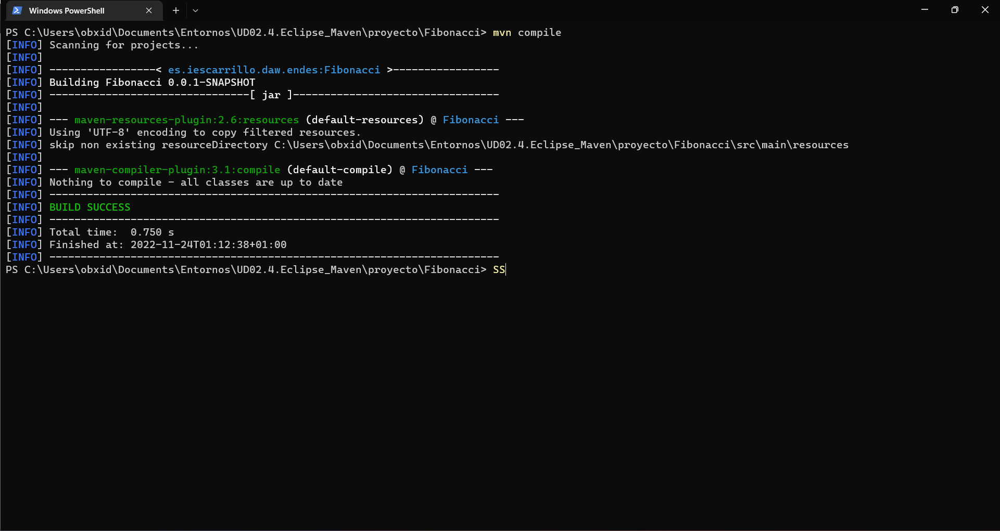 Windows PowerShell
PS C:\Users\obxid\Documents\Entornos\UD02.4.Eclipse_Maven\proyecto\Fibonacci> mvn compile
[INFO] Scanning for projects...
[INFO]
[INFO] -----------------< es.iescarrillo.daw.endes:Fibonacci >-----------------
[INFO] Building Fibonacci 0.0.1-SNAPSHOT
[INFO] --------------------------------[ jar ]---------------------------------
[INFO]
[INFO] --- maven-resources-plugin:2.6:resources (default-resources) @ Fibonacci ---
[INFO] Using 'UTF-8' encoding to copy filtered resources.
[INFO] skip non existing resourceDirectory C:\Users\obxid\Documents\Entornos\UD02.4.Eclipse_Maven\proyecto\Fibonacci\src\main\resources
[INFO]
[INFO] --- maven-compiler-plugin:3.1:compile (default-compile) @ Fibonacci ---
[INFO] Nothing to compile - all classes are up to date
[INFO] ------------------------------------------------------------------------
[INFO] BUILD SUCCESS
[INFO] ------------------------------------------------------------------------
[INFO] Total time:  0.750 s
[INFO] Finished at: 2022-11-24T01:12:38+01:00
[INFO] ------------------------------------------------------------------------
PS C:\Users\obxid\Documents\Entornos\UD02.4.Eclipse_Maven\proyecto\Fibonacci> SS